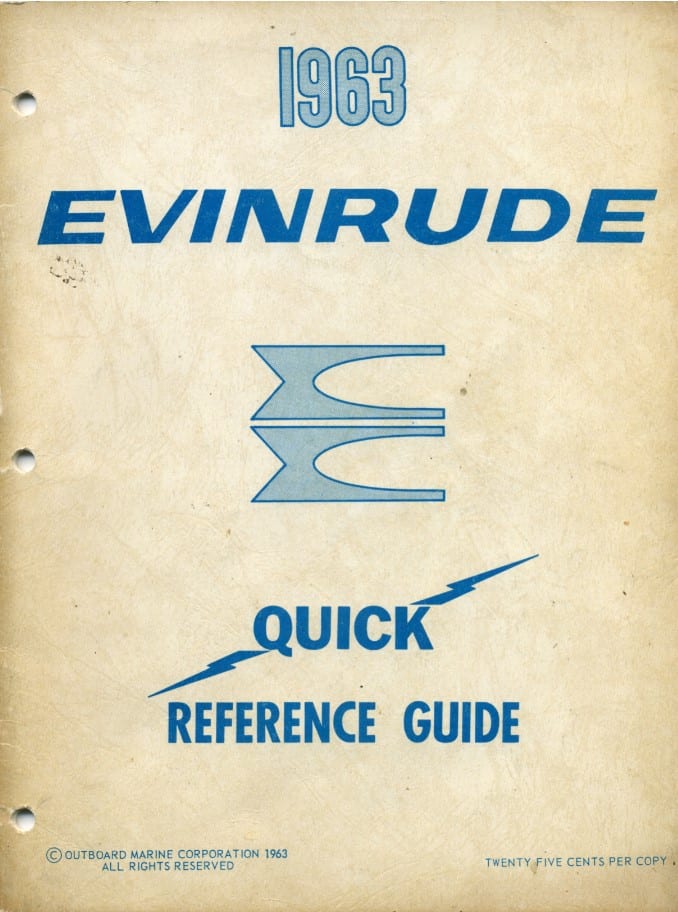 1963
EVINRUDE
QUICK
REFERENCE GUIDE
© OUTBOARD MARINE CORPORATION 1963
ALL RIGHTS RESERVED
TWENTY FIVE CENTS PER COPY